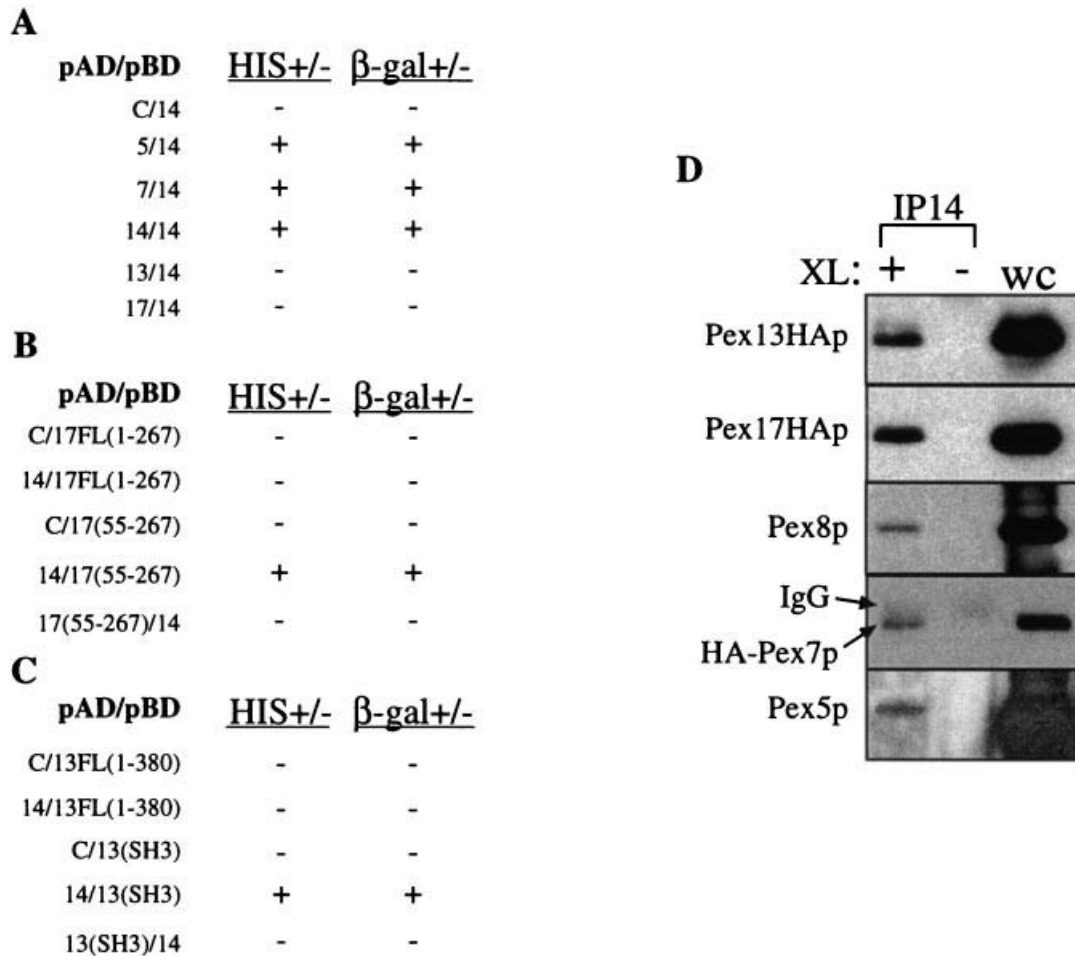 A
pAD/pBD HIS+/- β-gal+/-
C/14 - -
5/14 + +
7/14 + +
14/14 + +
13/14 - -
17/14 - -
B
pAD/pBD HIS+/- β-gal+/-
C/17FL(1-267) - -
14/17FL(1-267) - -
C/17(55-267) - -
14/17(55-267) + +
17(55-267)/14 - -
C
pAD/pBD HIS+/- β-gal+/-
C/13FL(1-380) - -
14/13FL(1-380) - -
C/13(SH3) - -
14/13(SH3) + +
13(SH3)/14 - -
D
IP14
XL: + - WC
Pex13HAp
Pex17HAp
Pex8p
IgG
HA-Pex7p
Pex5p